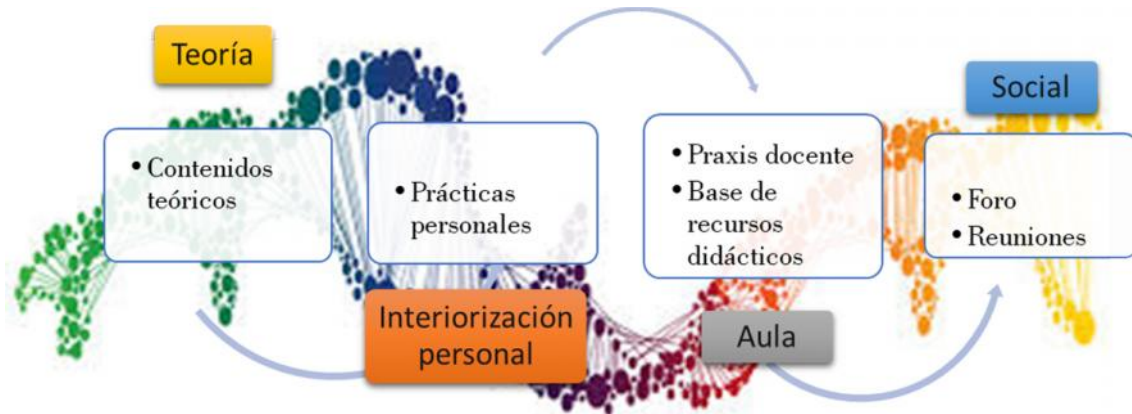 Teoría
• Contenidos
teóricos
• Prácticas
personales
Interiorización
personal
• Praxis docente
• Base de
recursos
didácticos
Aula
Social
• Foro
• Reuniones